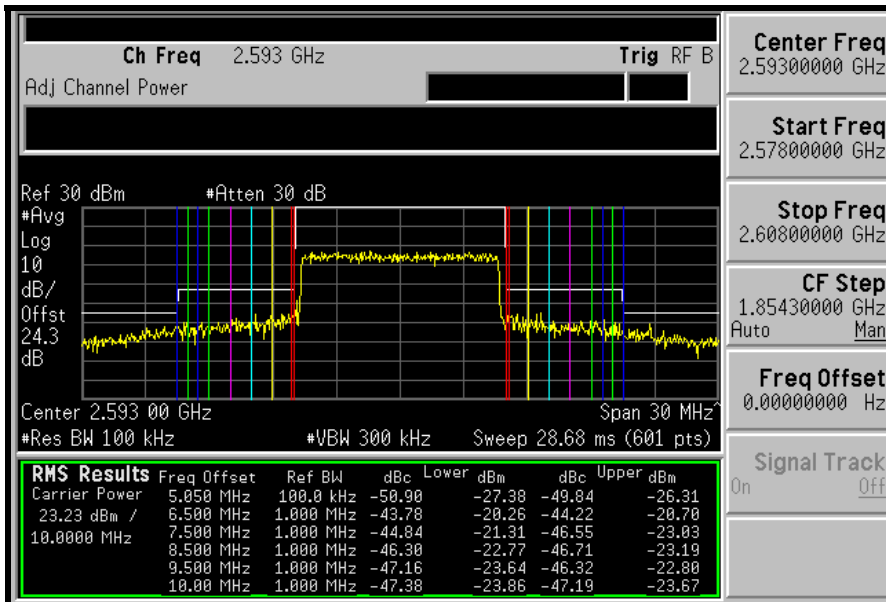 Ch Freq 2.593 GHz Trig RF B
Adj Channel Power
Ref 30 dBm #Atten 30 dB
#Avg
Log
10
dB/
Offst
24.3
dB
Center 2.593 00 GHz Span 30 MHz^
#Res BW 100 kHz #VBW 300 kHz Sweep 28.68 ms (601 pts)
RMS Results Freq Offset Ref BW dBc Lower dBm dBc Upper dBm
Carrier Power 5.050 MHz 100.0 kHz -50.90 -27.38 -49.84 -26.31
23.23 dBm / 6.500 MHz 1.000 MHz -43.78 -20.26 -44.22 -20.70
10.0000 MHz 7.500 MHz 1.000 MHz -44.84 -21.31 -46.55 -23.03
8.500 MHz 1.000 MHz -46.30 -22.77 -46.71 -23.19
9.500 MHz 1.000 MHz -47.16 -23.64 -46.32 -22.80
10.00 MHz 1.000 MHz -47.38 -23.86 -47.19 -23.67
Center Freq
2.59300000 GHz
Start Freq
2.57800000 GHz
Stop Freq
2.60800000 GHz
CF Step
1.85430000 GHz
Auto Man
Freq Offset
0.00000000 Hz
Signal Track
On Off